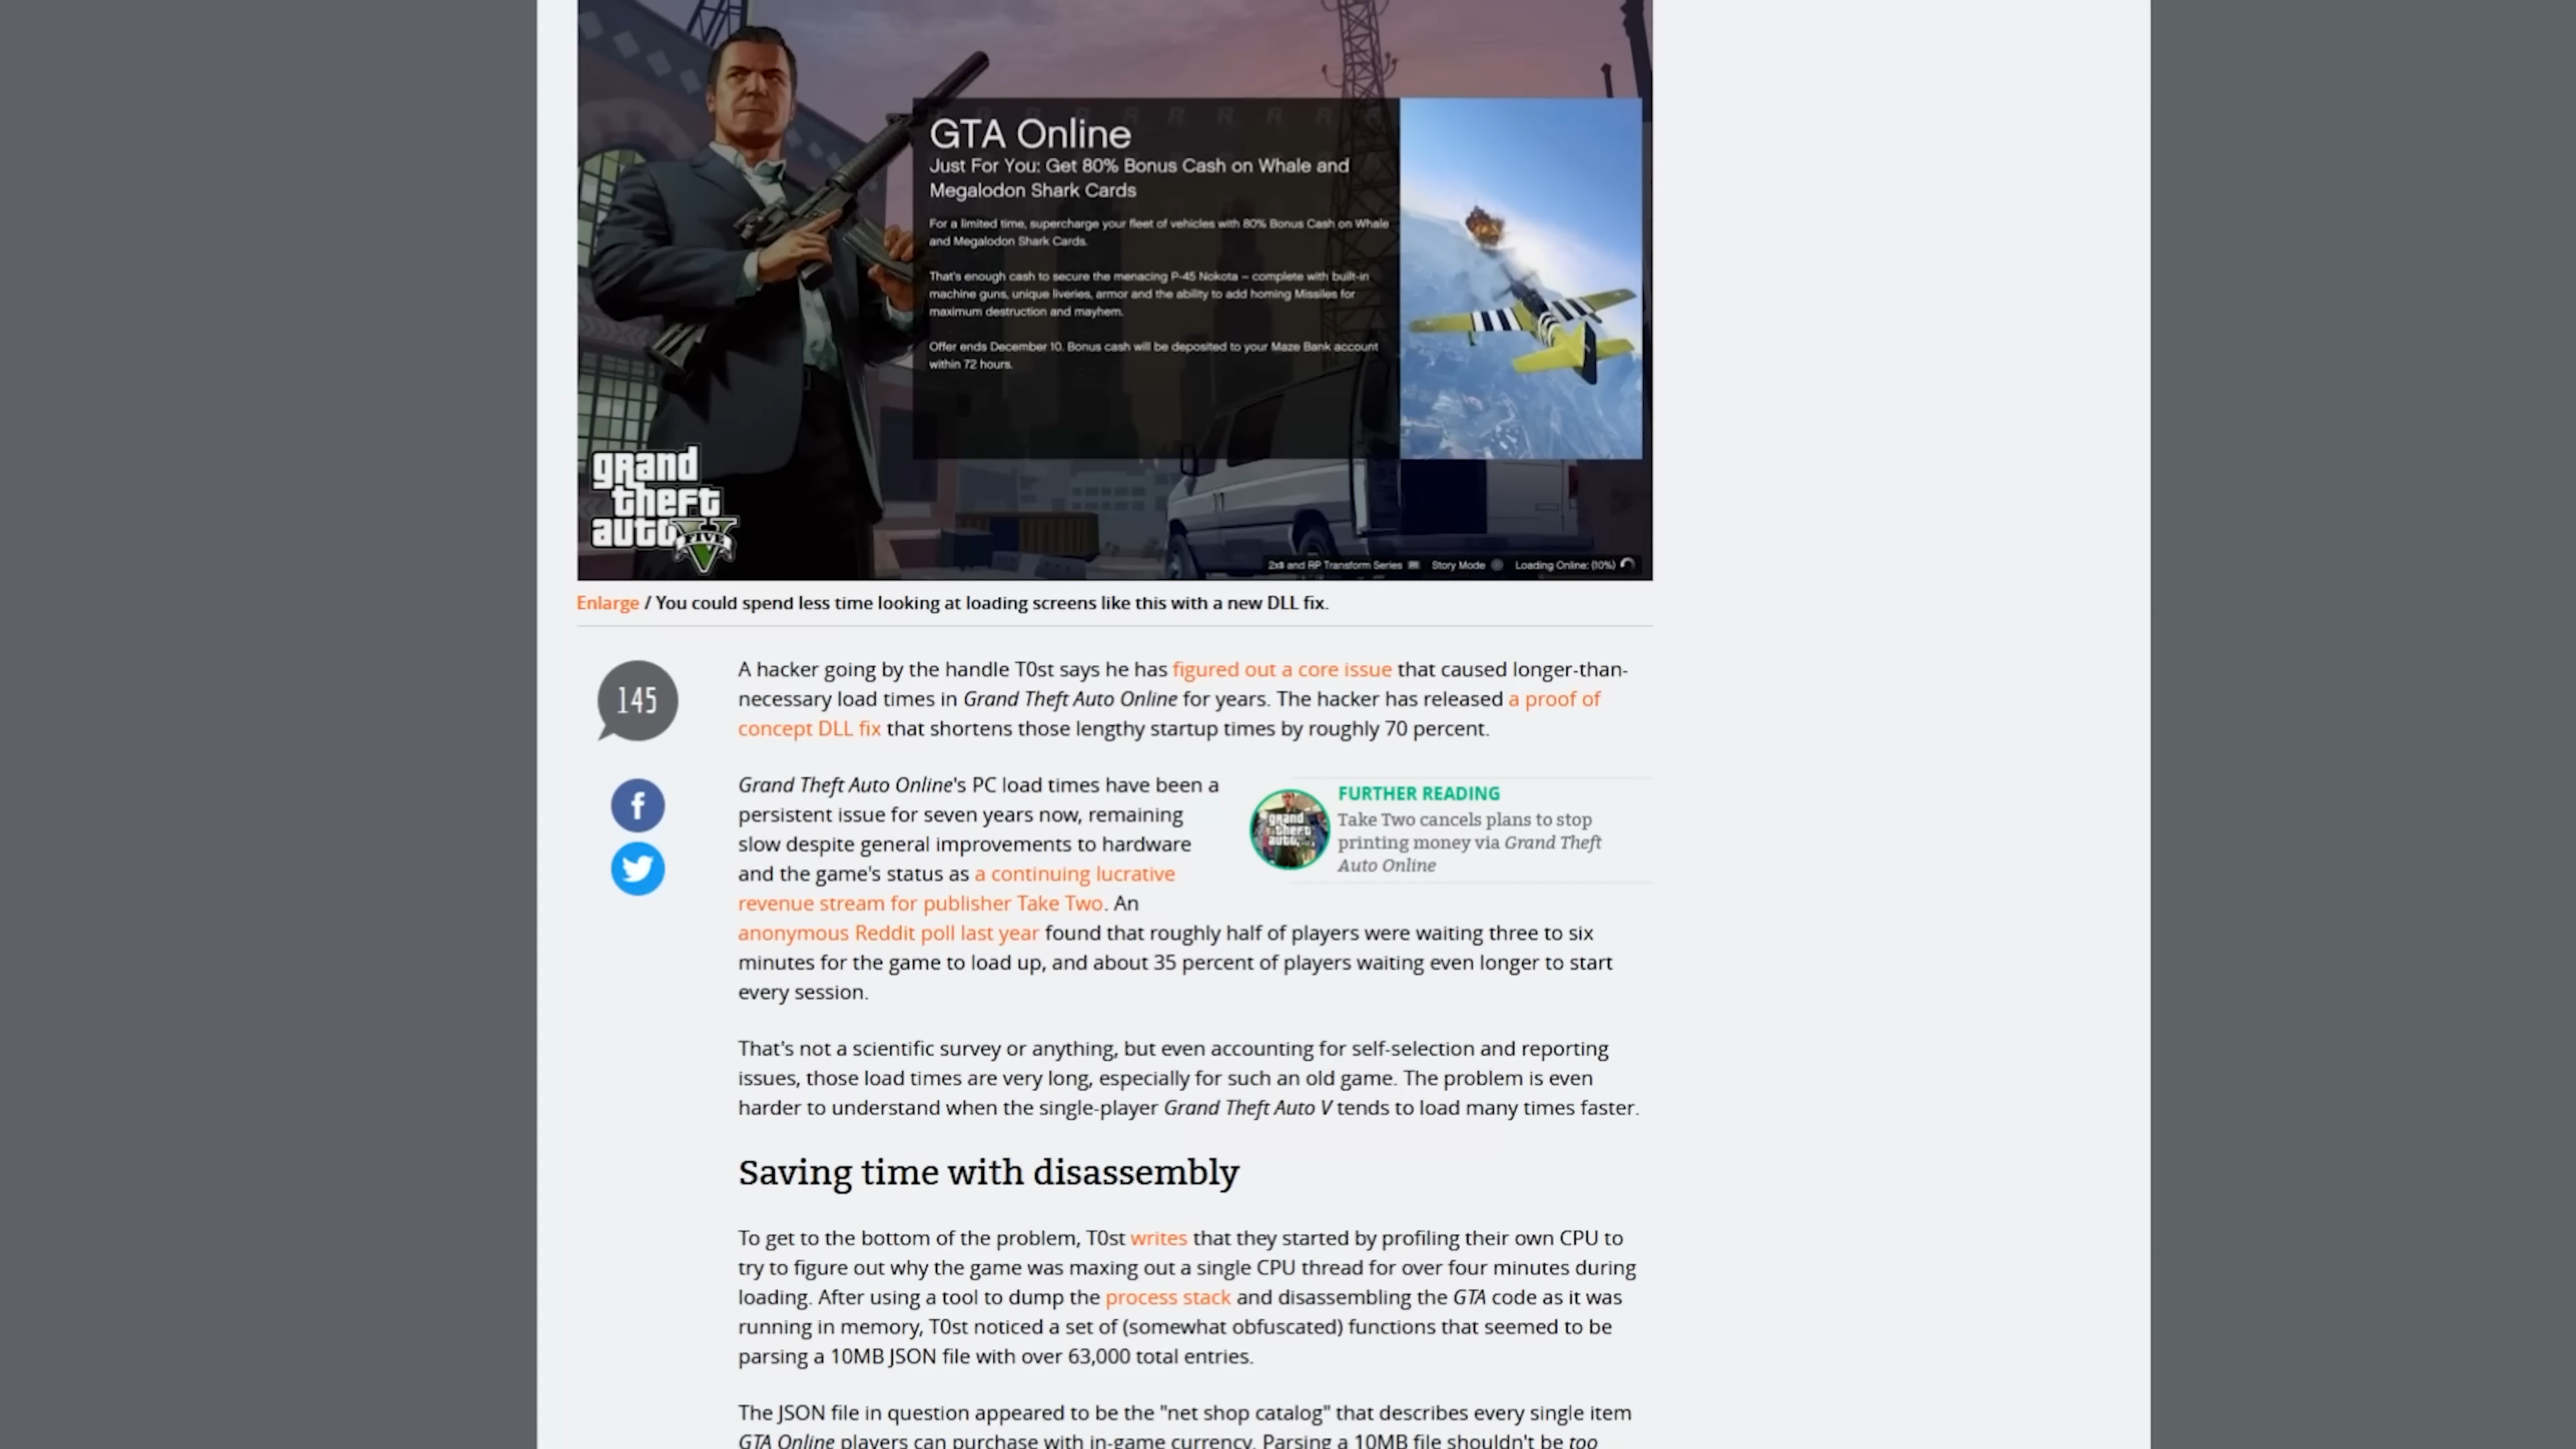 GTA Online
Just For You: Get 80% Bonus Cash on Whale and
Megalodon Shark Cards
For a limited time, supercharge your fleet of vehicles with 80% Bonus Cash on Whale
and Megalodon Shark Cards.
That's enough cash to secure the menacing P-45 Nokota – complete with built-in
machine guns, unique liveries, armor and the ability to add homing Missiles for
maximum destruction and mayhem.
Offer ends December 10. Bonus cash will be deposited to your Maze Bank account
within 72 hours.
grand
theft
auto V
FIVE
2x$ and RP Transform Series Story Mode Loading Online: (10%)
Enlarge / You could spend less time looking at loading screens like this with a new DLL fix.
145
A hacker going by the handle T0st says he has figured out a core issue that caused longer-than-
necessary load times in Grand Theft Auto Online for years. The hacker has released a proof of
concept DLL fix that shortens those lengthy startup times by roughly 70 percent.
Grand Theft Auto Online's PC load times have been a
persistent issue for seven years now, remaining
slow despite general improvements to hardware
and the game's status as a continuing lucrative
revenue stream for publisher Take Two. An
anonymous Reddit poll last year found that roughly half of players were waiting three to six
minutes for the game to load up, and about 35 percent of players waiting even longer to start
every session.
FURTHER READING
grand
theft
auto
Take Two cancels plans to stop
printing money via Grand Theft
Auto Online
That's not a scientific survey or anything, but even accounting for self-selection and reporting
issues, those load times are very long, especially for such an old game. The problem is even
harder to understand when the single-player Grand Theft Auto V tends to load many times faster.
Saving time with disassembly
To get to the bottom of the problem, T0st writes that they started by profiling their own CPU to
try to figure out why the game was maxing out a single CPU thread for over four minutes during
loading. After using a tool to dump the process stack and disassembling the GTA code as it was
running in memory, T0st noticed a set of (somewhat obfuscated) functions that seemed to be
parsing a 10MB JSON file with over 63,000 total entries.
The JSON file in question appeared to be the "net shop catalog" that describes every single item
GTA Online players can purchase with in-game currency. Parsing a 10MB file shouldn't be too